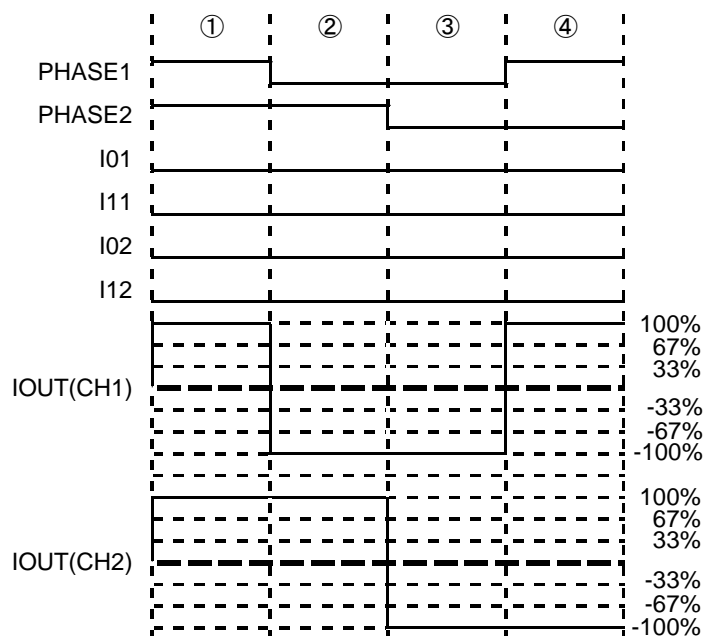 ① ② ③ ④
PHASE1
PHASE2
I01
I11
I02
I12
100%
67%
33%
IOUT(CH1)
-33%
-67%
-100%
100%
67%
33%
IOUT(CH2)
-33%
-67%
-100%